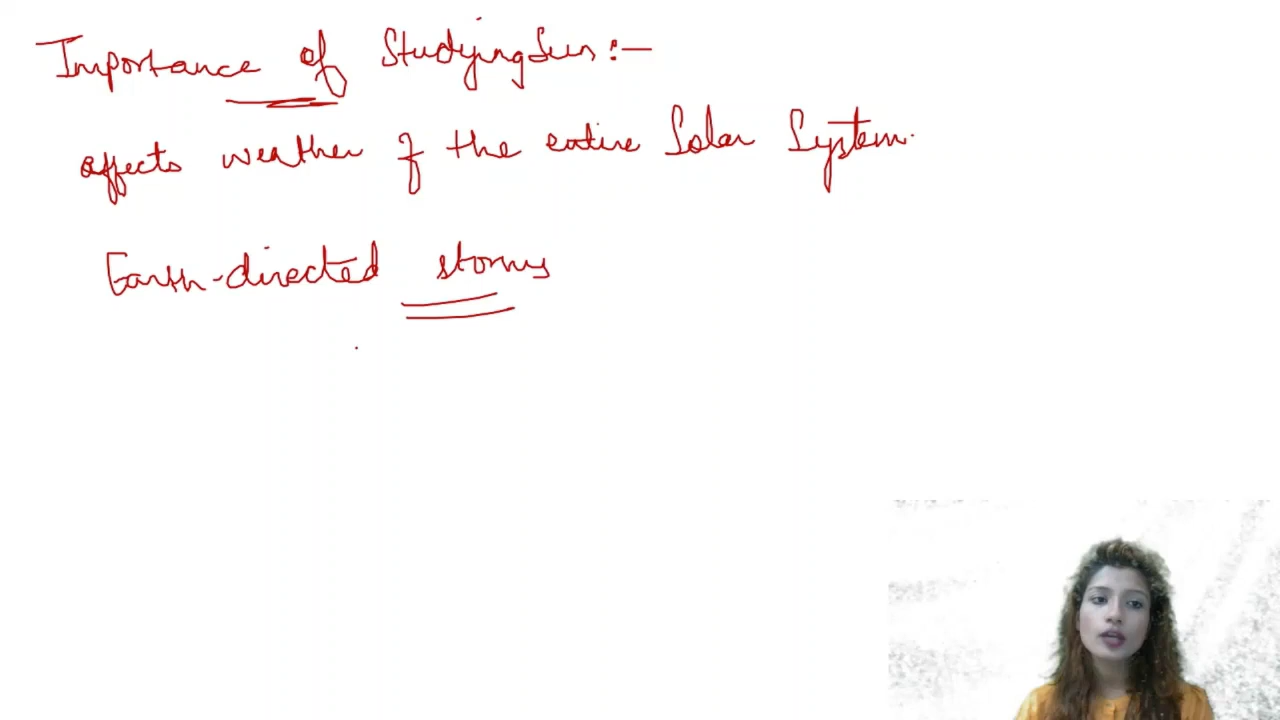 Importance of Studying Sun :-
affects weather of the entire Solar System.
Earth-directed storms